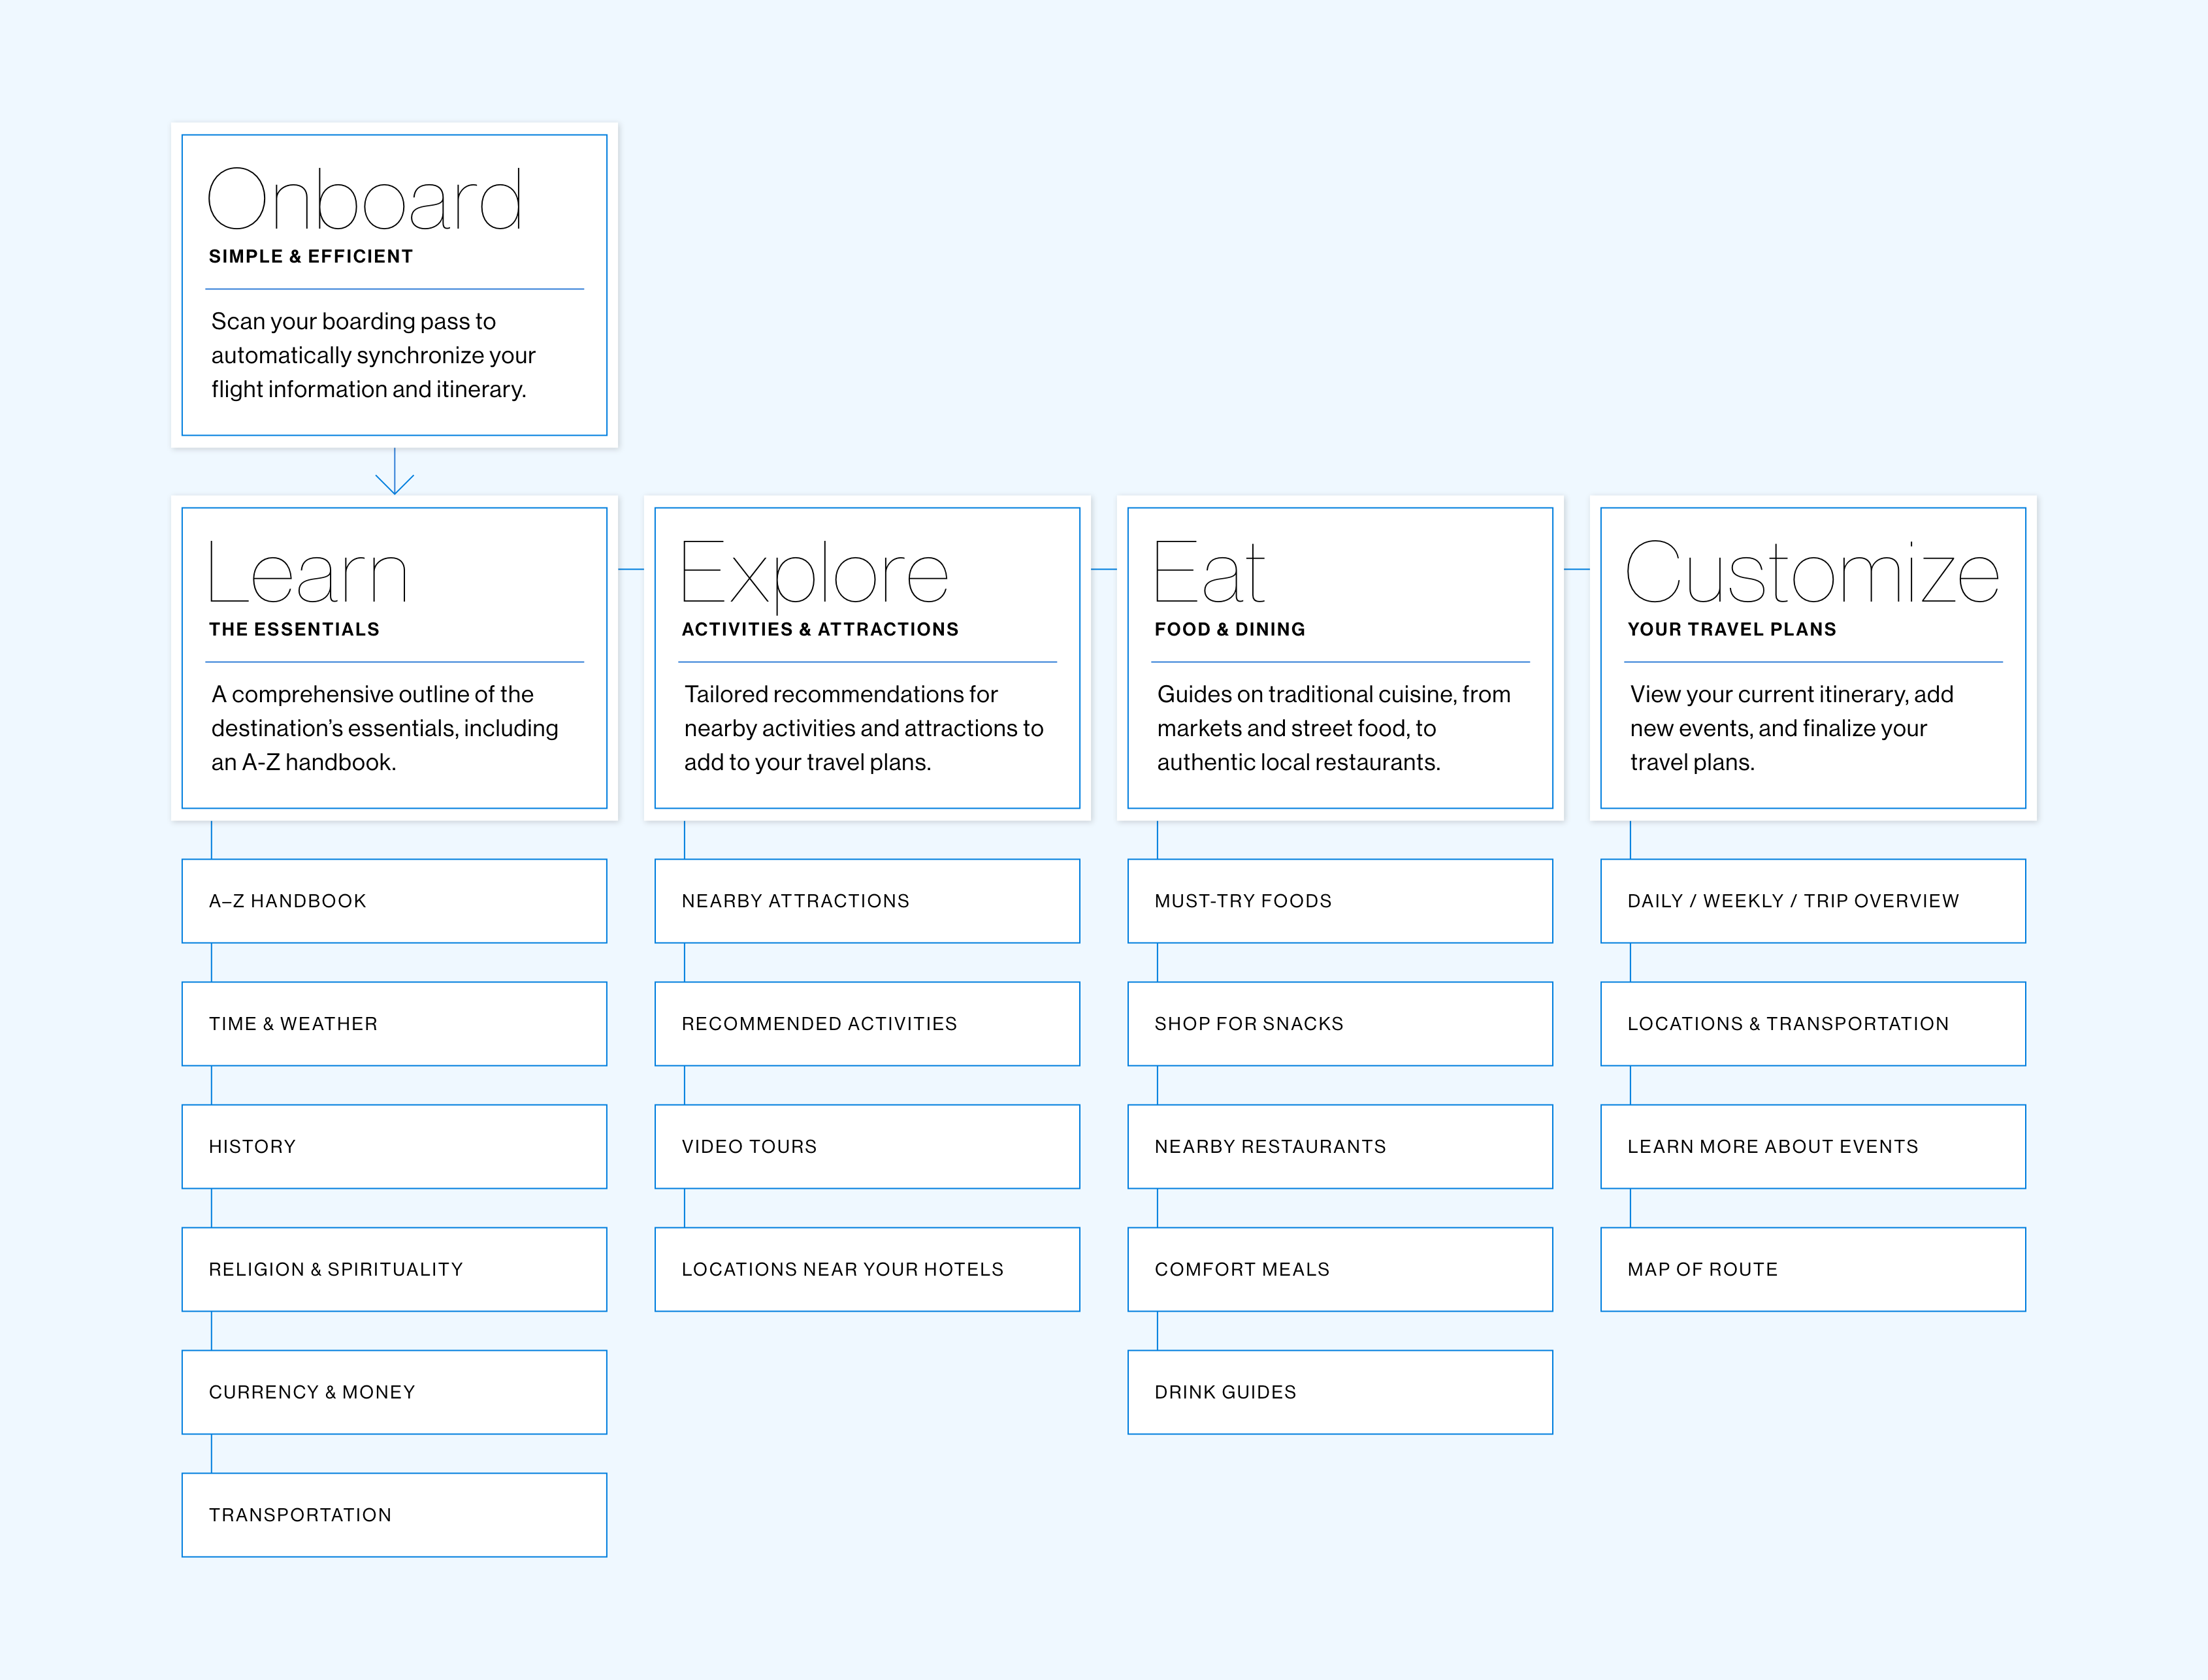 Onboard
SIMPLE & EFFICIENT
Scan your boarding pass to
automatically synchronize your
flight information and itinerary.
Learn
THE ESSENTIALS
A comprehensive outline of the
destination’s essentials, including
an A-Z handbook.
A–Z HANDBOOK
TIME & WEATHER
HISTORY
RELIGION & SPIRITUALITY
CURRENCY & MONEY
TRANSPORTATION
Explore
ACTIVITIES & ATTRACTIONS
Tailored recommendations for
nearby activities and attractions to
add to your travel plans.
NEARBY ATTRACTIONS
RECOMMENDED ACTIVITIES
VIDEO TOURS
LOCATIONS NEAR YOUR HOTELS
Eat
FOOD & DINING
Guides on traditional cuisine, from
markets and street food, to
authentic local restaurants.
MUST-TRY FOODS
SHOP FOR SNACKS
NEARBY RESTAURANTS
COMFORT MEALS
DRINK GUIDES
Customize
YOUR TRAVEL PLANS
View your current itinerary, add
new events, and finalize your
travel plans.
DAILY / WEEKLY / TRIP OVERVIEW
LOCATIONS & TRANSPORTATION
LEARN MORE ABOUT EVENTS
MAP OF ROUTE